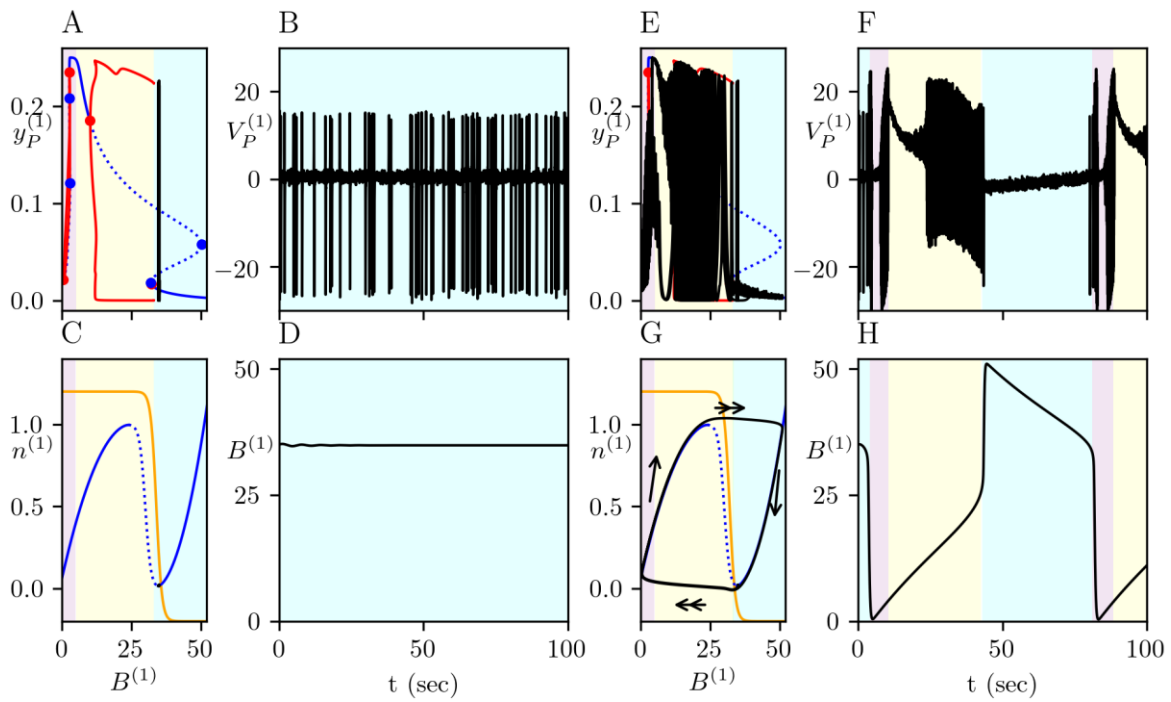 A
B
E
F
0.2
y_P^{(1)}
0.1
0.0
20
V_P^{(1)}
0
−20
0.2
y_P^{(1)}
0.1
0.0
20
V_P^{(1)}
0
−20
C
D
G
H
1.0
n^{(1)}
0.5
0.0
0 25 50
B^{(1)}
50
B^{(1)}
25
0
0 50 100
t (sec)
1.0
n^{(1)}
0.5
0.0
0 25 50
B^{(1)}
50
B^{(1)}
25
0
0 50 100
t (sec)